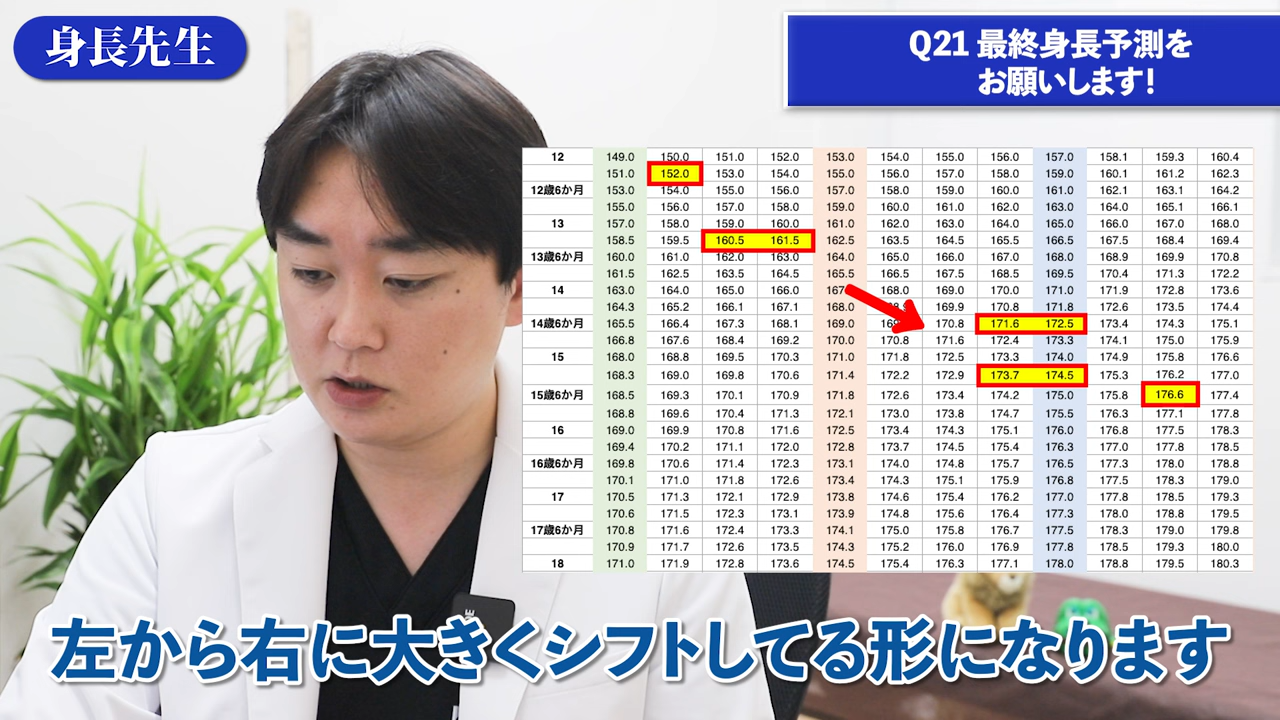 身長先生
Q21 最終身長予測を
お願いします!
12 149.0 150.0 151.0 152.0 153.0 154.0 155.0 156.0 157.0 158.1 159.3 160.4
151.0 152.0 153.0 154.0 155.0 156.0 157.0 158.0 159.0 160.1 161.2 162.3
12歳6か月 153.0 154.0 155.0 156.0 157.0 158.0 159.0 160.0 161.0 162.1 163.1 164.2
155.0 156.0 157.0 158.0 159.0 160.0 161.0 162.0 163.0 164.0 165.1 166.1
13 157.0 158.0 159.0 160.0 161.0 162.0 163.0 164.0 165.0 166.0 167.0 168.0
158.5 159.5 160.5 161.5 162.5 163.5 164.5 165.5 166.5 167.5 168.4 169.4
13歳6か月 160.0 161.0 162.0 163.0 164.0 165.0 166.0 167.0 168.0 168.9 169.9 170.8
161.5 162.5 163.5 164.5 165.5 166.5 167.5 168.5 169.5 170.4 171.3 172.2
14 163.0 164.0 165.0 166.0 168.0 169.0 170.0 171.0 171.9 172.8 173.6
164.3 165.2 166.1 167.1 168.0 169.9 170.8 171.8 172.6 173.5 174.4
14歳6か月 165.5 166.4 167.3 168.1 169.0 170.8 171.6 172.5 173.4 174.3 175.1
166.8 167.6 168.4 169.2 170.0 170.8 171.6 172.4 173.3 174.1 175.0 175.9
15 168.0 168.8 169.5 170.3 171.0 171.8 172.5 173.3 174.0 174.9 175.8 176.6
168.3 169.0 169.8 170.6 171.4 172.2 172.9 173.7 174.5 175.3 176.2 177.0
15歳6か月 168.5 169.3 170.1 170.9 171.8 172.6 173.4 174.2 175.0 175.8 176.6 177.4
168.8 169.6 170.4 171.3 172.1 173.0 173.8 174.7 175.5 176.3 177.1 177.8
16 169.0 169.9 170.8 171.6 172.5 173.4 174.3 175.1 176.0 176.8 177.5 178.3
169.4 170.2 171.1 172.0 172.8 173.7 174.5 175.4 176.3 177.0 177.8 178.5
16歳6か月 169.8 170.6 171.4 172.3 173.1 174.0 174.8 175.7 176.5 177.3 178.0 178.8
170.1 171.0 171.8 172.6 173.4 174.3 175.1 175.9 176.8 177.5 178.3 179.0
17 170.5 171.3 172.1 172.9 173.8 174.6 175.4 176.2 177.0 177.8 178.5 179.3
170.6 171.5 172.3 173.1 173.9 174.8 175.6 176.4 177.3 178.0 178.8 179.5
17歳6か月 170.8 171.6 172.4 173.3 174.1 175.0 175.8 176.7 177.5 178.3 179.0 179.8
170.9 171.7 172.6 173.5 174.3 175.2 176.0 176.9 177.8 178.5 179.3 180.0
18 171.0 171.9 172.8 173.6 174.5 175.4 176.3 177.1 178.0 178.8 179.5 180.3
左から右に大きくシフトしてる形になります